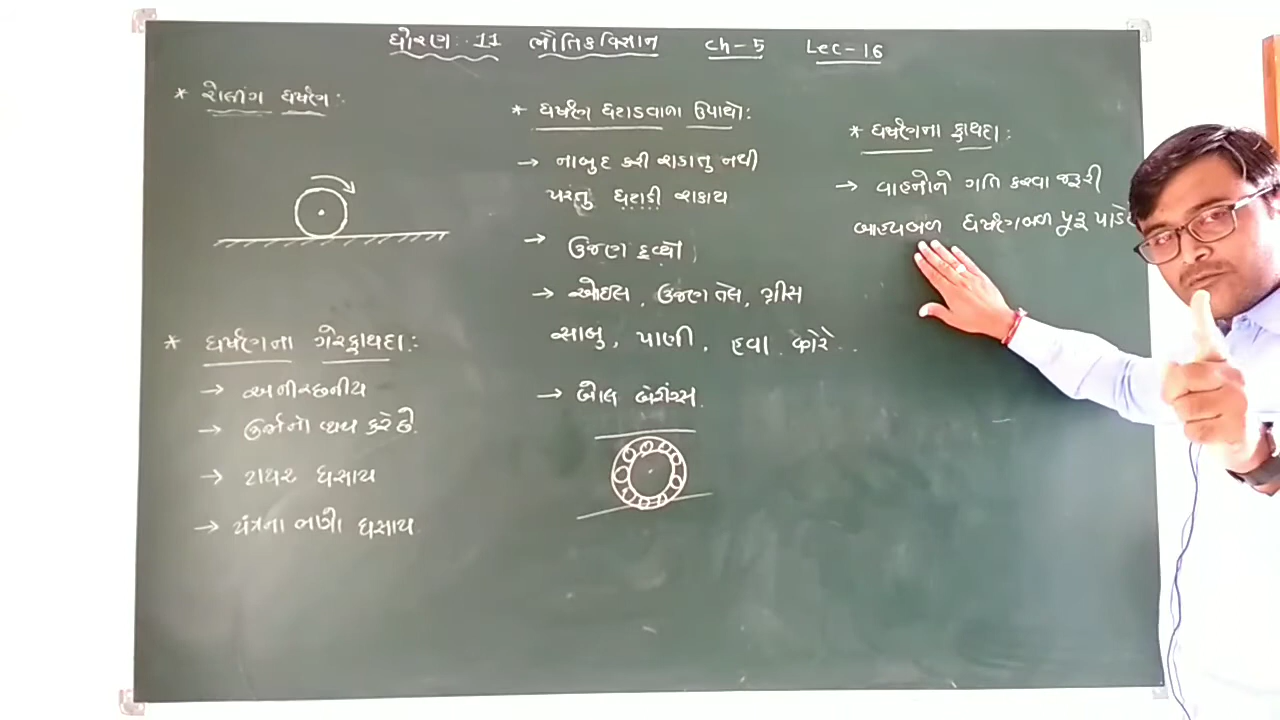 ધોરણ : 11 ભૌતિકવિજ્ઞાન Ch-5 Lec-16
* રોલીંગ ઘર્ષણ :
* ઘર્ષણના ગેરફાયદા :
→ અનીચ્છનીય
→ ઉર્જાનો વ્યય કરે છે.
→ ટાયર ઘસાય
→ યંત્રના ભાગો ઘસાય
* ઘર્ષણ ઘટાડવાના ઉપાયો :
→ નાબુદ કરી શકાતુ નથી
પરંતુ ઘટાડી શકાય
→ ઉંજણ દ્રવ્યો
→ ઓઇલ , ઉંજણ તેલ, ગ્રીસ
સાબુ , પાણી , હવા વગેરે ..
→ બોલ બેરીંગ્સ.
* ઘર્ષણના ફાયદા :
→ વાહનોને ગતિ કરવા જરૂરી
બાહ્યબળ ઘર્ષણબળ પૂરૂ પાડે